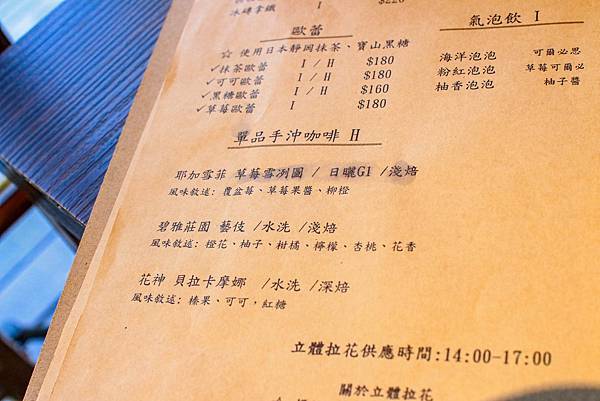 冰磚拿鐵 $220
歐蕾
☆ 使用日本靜岡抹茶、寶山黑糖
✓抹茶歐蕾 I / H $180
✓可可歐蕾 I / H $180
✓黑糖歐蕾 I / H $160
✓草莓歐蕾 I $180
氣泡飲 I
海洋泡泡 可爾必思
粉紅泡泡 草莓可爾必
柚香泡泡 柚子醬
單品手沖咖啡 H
耶加雪菲 草莓雪冽圖 / 日曬G1 /淺焙
風味敘述: 覆盆莓、草莓果醬、柳橙
碧雅莊園 藝伎 /水洗 /淺焙
風味敘述: 橙花、柚子、柑橘、檸檬、杏桃、花香
花神 貝拉卡摩娜 /水洗 /深焙
風味敘述: 榛果、可可，紅糖
立體拉花供應時間:14:00-17:00
關於立體拉花